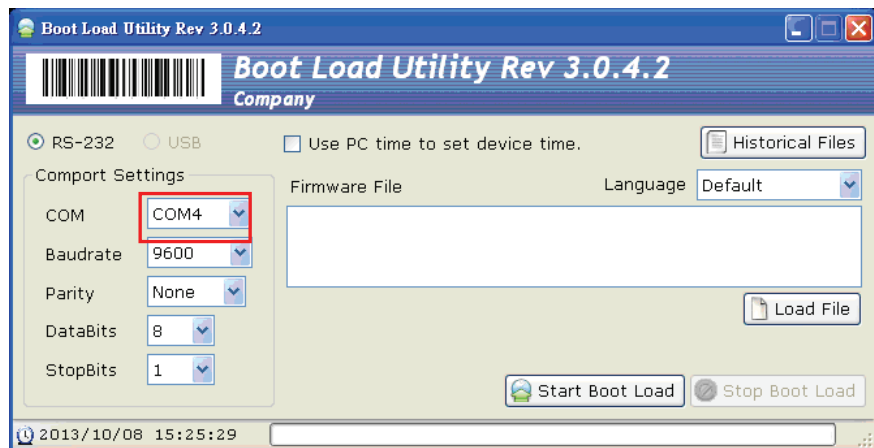 Boot Load Utility Rev 3.0.4.2
Boot Load Utility Rev 3.0.4.2
Company
RS-232 USB Use PC time to set device time. Historical Files
Comport Settings
Firmware File Language Default
COM COM4
Baudrate 9600
Parity None
Load File
DataBits 8
StopBits 1
Start Boot Load Stop Boot Load
2013/10/08 15:25:29